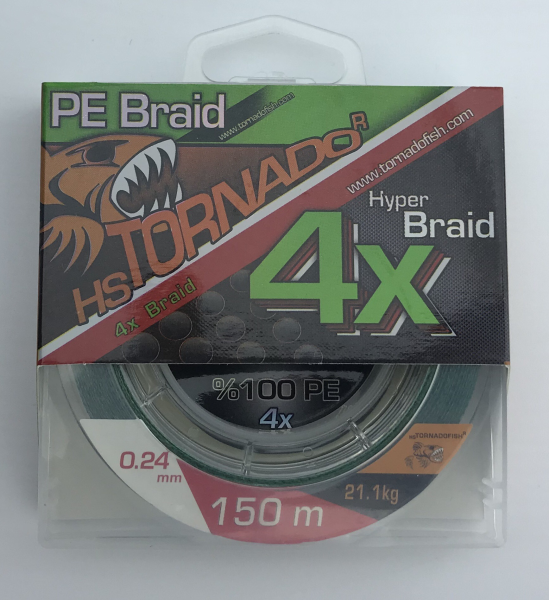 PE Braid
www.tornadofish.com
HS TORNADO R
4x Braid
www.tornadofish.com
Hyper
Braid
4x
%100 PE
4x
0.24
mm
150 m
TORNADOFISH
21.1kg